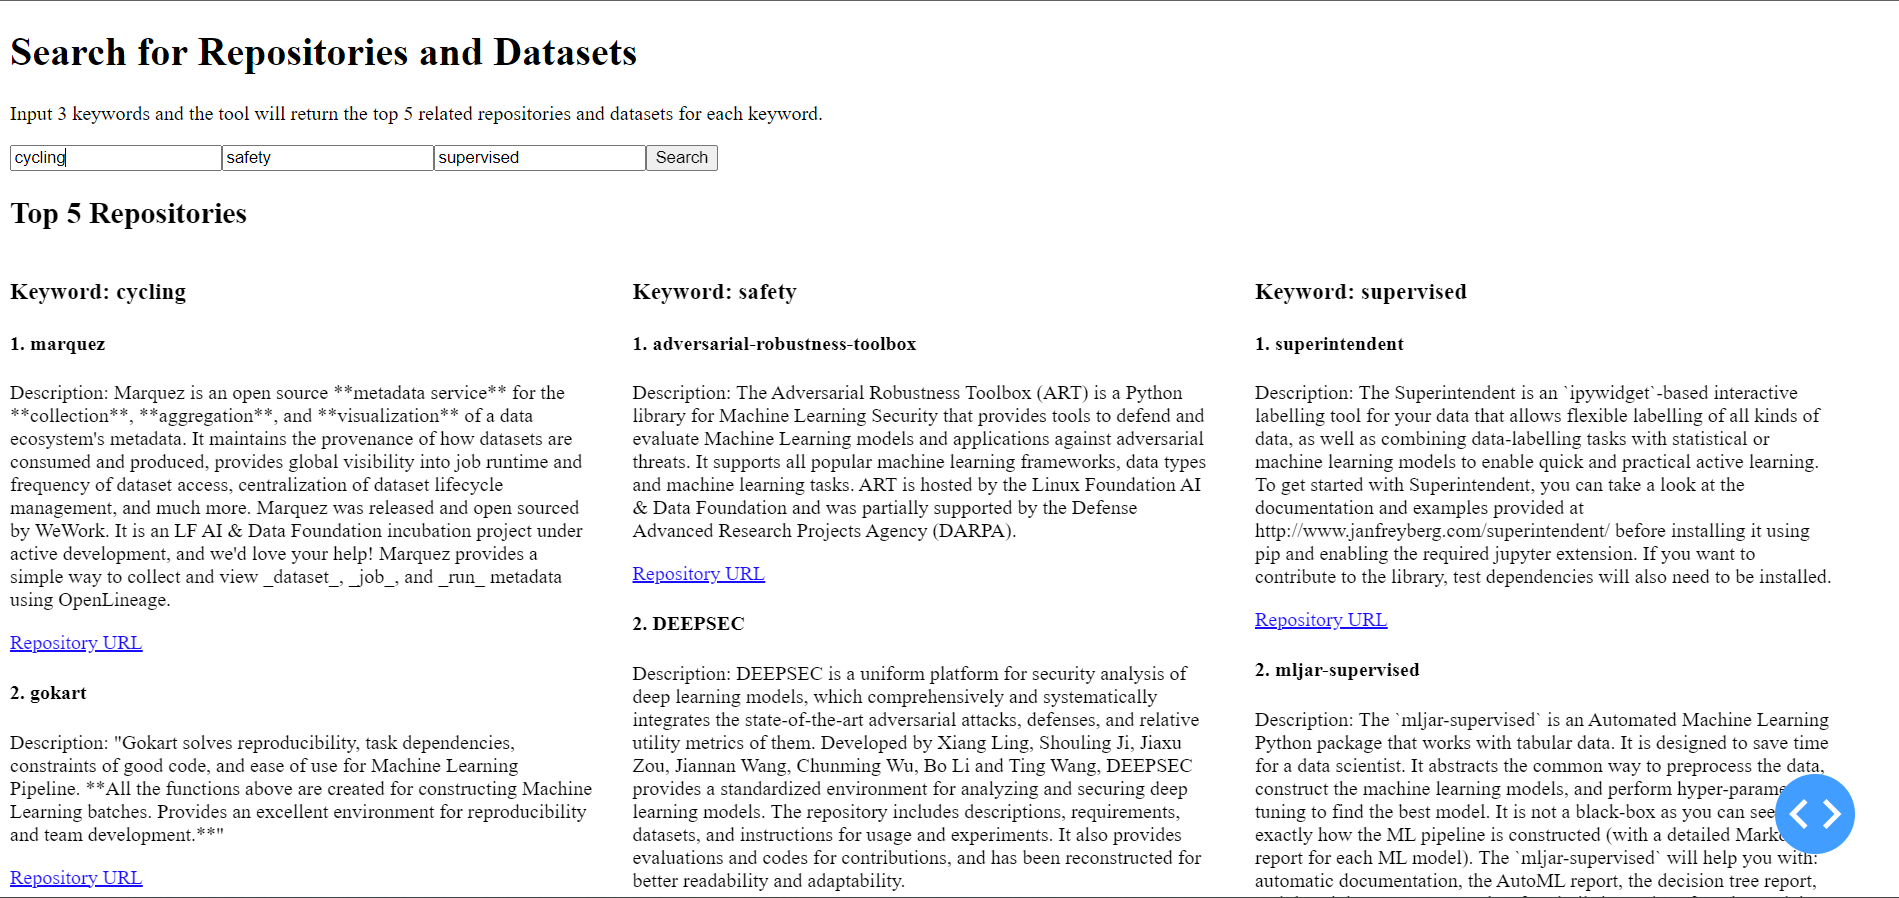 Search for Repositories and Datasets
Input 3 keywords and the tool will return the top 5 related repositories and datasets for each keyword.
cycling safety supervised Search
Top 5 Repositories
Keyword: cycling
1. marquez
Description: Marquez is an open source **metadata service** for the
**collection**, **aggregation**, and **visualization** of a data
ecosystem's metadata. It maintains the provenance of how datasets are
consumed and produced, provides global visibility into job runtime and
frequency of dataset access, centralization of dataset lifecycle
management, and much more. Marquez was released and open sourced
by WeWork. It is an LF AI & Data Foundation incubation project under
active development, and we'd love your help! Marquez provides a
simple way to collect and view _dataset_, _job_, and _run_ metadata
using OpenLineage.
Repository URL
2. gokart
Description: "Gokart solves reproducibility, task dependencies,
constraints of good code, and ease of use for Machine Learning
Pipeline. **All the functions above are created for constructing Machine
Learning batches. Provides an excellent environment for reproducibility
and team development.**"
Repository URL
Keyword: safety
1. adversarial-robustness-toolbox
Description: The Adversarial Robustness Toolbox (ART) is a Python
library for Machine Learning Security that provides tools to defend and
evaluate Machine Learning models and applications against adversarial
threats. It supports all popular machine learning frameworks, data types
and machine learning tasks. ART is hosted by the Linux Foundation AI
& Data Foundation and was partially supported by the Defense
Advanced Research Projects Agency (DARPA).
Repository URL
2. DEEPSEC
Description: DEEPSEC is a uniform platform for security analysis of
deep learning models, which comprehensively and systematically
integrates the state-of-the-art adversarial attacks, defenses, and relative
utility metrics of them. Developed by Xiang Ling, Shouling Ji, Jiaxu
Zou, Jiannan Wang, Chunming Wu, Bo Li and Ting Wang, DEEPSEC
provides a standardized environment for analyzing and securing deep
learning models. The repository includes descriptions, requirements,
datasets, and instructions for usage and experiments. It also provides
evaluations and codes for contributions, and has been reconstructed for
better readability and adaptability.
Keyword: supervised
1. superintendent
Description: The Superintendent is an `ipywidget`-based interactive
labelling tool for your data that allows flexible labelling of all kinds of
data, as well as combining data-labelling tasks with statistical or
machine learning models to enable quick and practical active learning.
To get started with Superintendent, you can take a look at the
documentation and examples provided at
http://www.janfreyberg.com/superintendent/ before installing it using
pip and enabling the required jupyter extension. If you want to
contribute to the library, test dependencies will also need to be installed.
Repository URL
2. mljar-supervised
Description: The `mljar-supervised` is an Automated Machine Learning
Python package that works with tabular data. It is designed to save time
for a data scientist. It abstracts the common way to preprocess the data,
construct the machine learning models, and perform
tuning to find the best model. It is not a black-box as you can see
exactly how the ML pipeline is constructed (with a detailed
report for each ML model). The `mljar-supervised` will help you with:
automatic documentation, the AutoML report, the decision tree report,